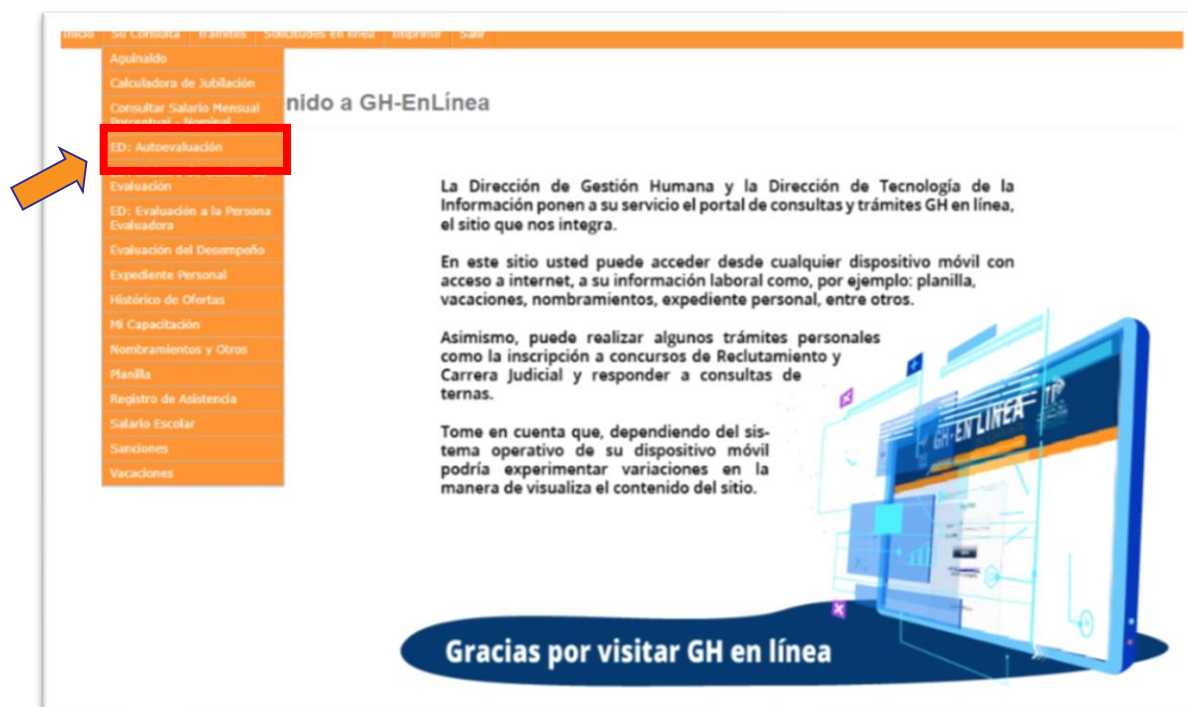 Inicio Su Consulta Trámites Solicitudes en línea Imprimir Salir
Aguinaldo
Calculadora de Jubilación
Consultar Salario Mensual
Porcentual - Nominal
ED: Autoevaluación
Evaluación
ED: Evaluación a la Persona
Evaluadora
Evaluación del Desempeño
Expediente Personal
Histórico de Ofertas
Mi Capacitación
Nombramientos y Otros
Planilla
Registro de Asistencia
Salario Escolar
Sanciones
Vacaciones
nido a GH-EnLínea
La Dirección de Gestión Humana y la Dirección de Tecnología de la
Información ponen a su servicio el portal de consultas y trámites GH en línea,
el sitio que nos integra.
En este sitio usted puede acceder desde cualquier dispositivo móvil con
acceso a internet, a su información laboral como, por ejemplo: planilla,
vacaciones, nombramientos, expediente personal, entre otros.
Asimismo, puede realizar algunos trámites personales
como la inscripción a concursos de Reclutamiento y
Carrera Judicial y responder a consultas de
ternas.
Tome en cuenta que, dependiendo del sis-
tema operativo de su dispositivo móvil
podría experimentar variaciones en la
manera de visualiza el contenido del sitio.
GH-EN LÍNEA
Gracias por visitar GH en línea